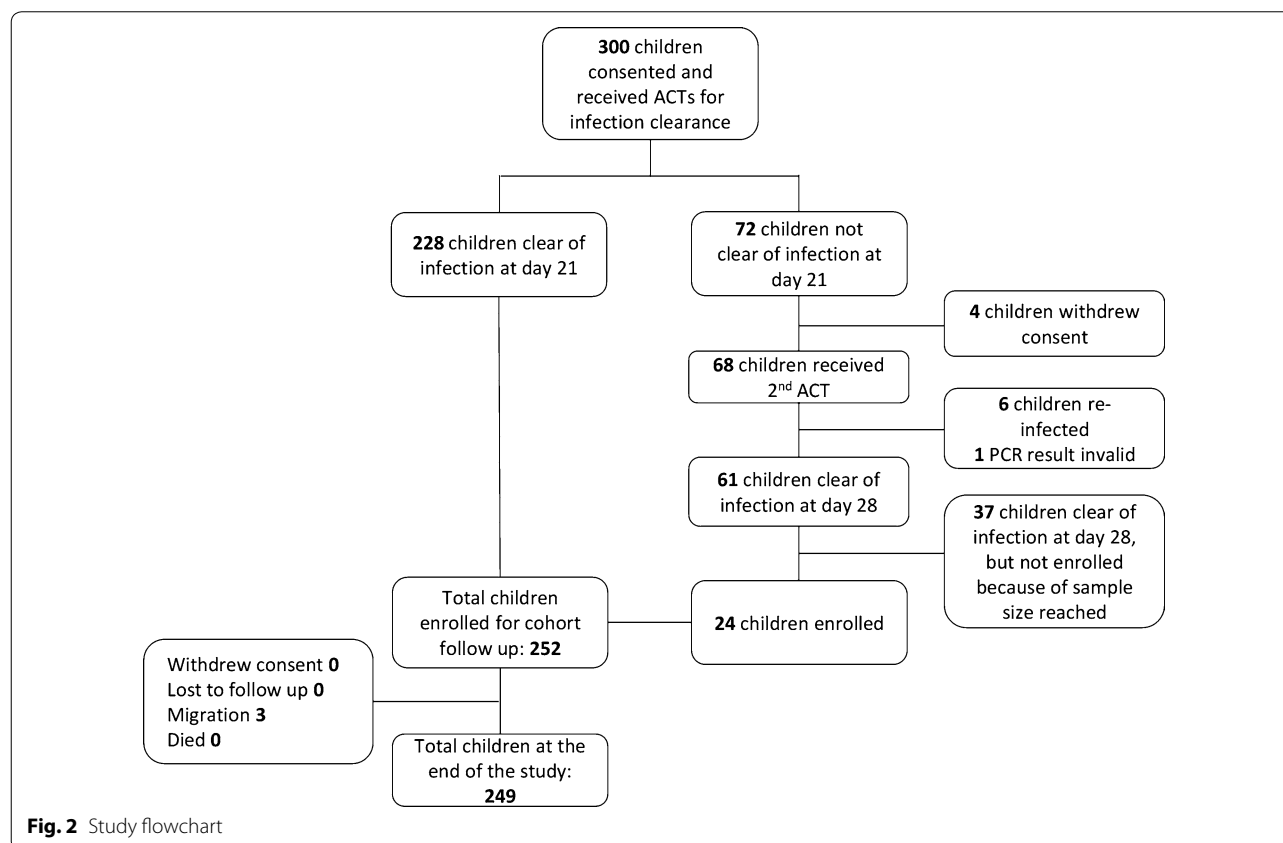 300 children
consented and
received ACTs for
infection clearance
228 children clear of
infection at day 21
72 children not
clear of infection at
day 21
4 children withdrew
consent
68 children received
2nd ACT
6 children re-
infected
1 PCR result invalid
61 children clear of
infection at day 28
37 children clear of
infection at day 28,
but not enrolled
because of sample
size reached
Total children
enrolled for cohort
follow up: 252
24 children enrolled
Withdrew consent 0
Lost to follow up 0
Migration 3
Died 0
Total children at the
end of the study:
249
Fig. 2 Study flowchart